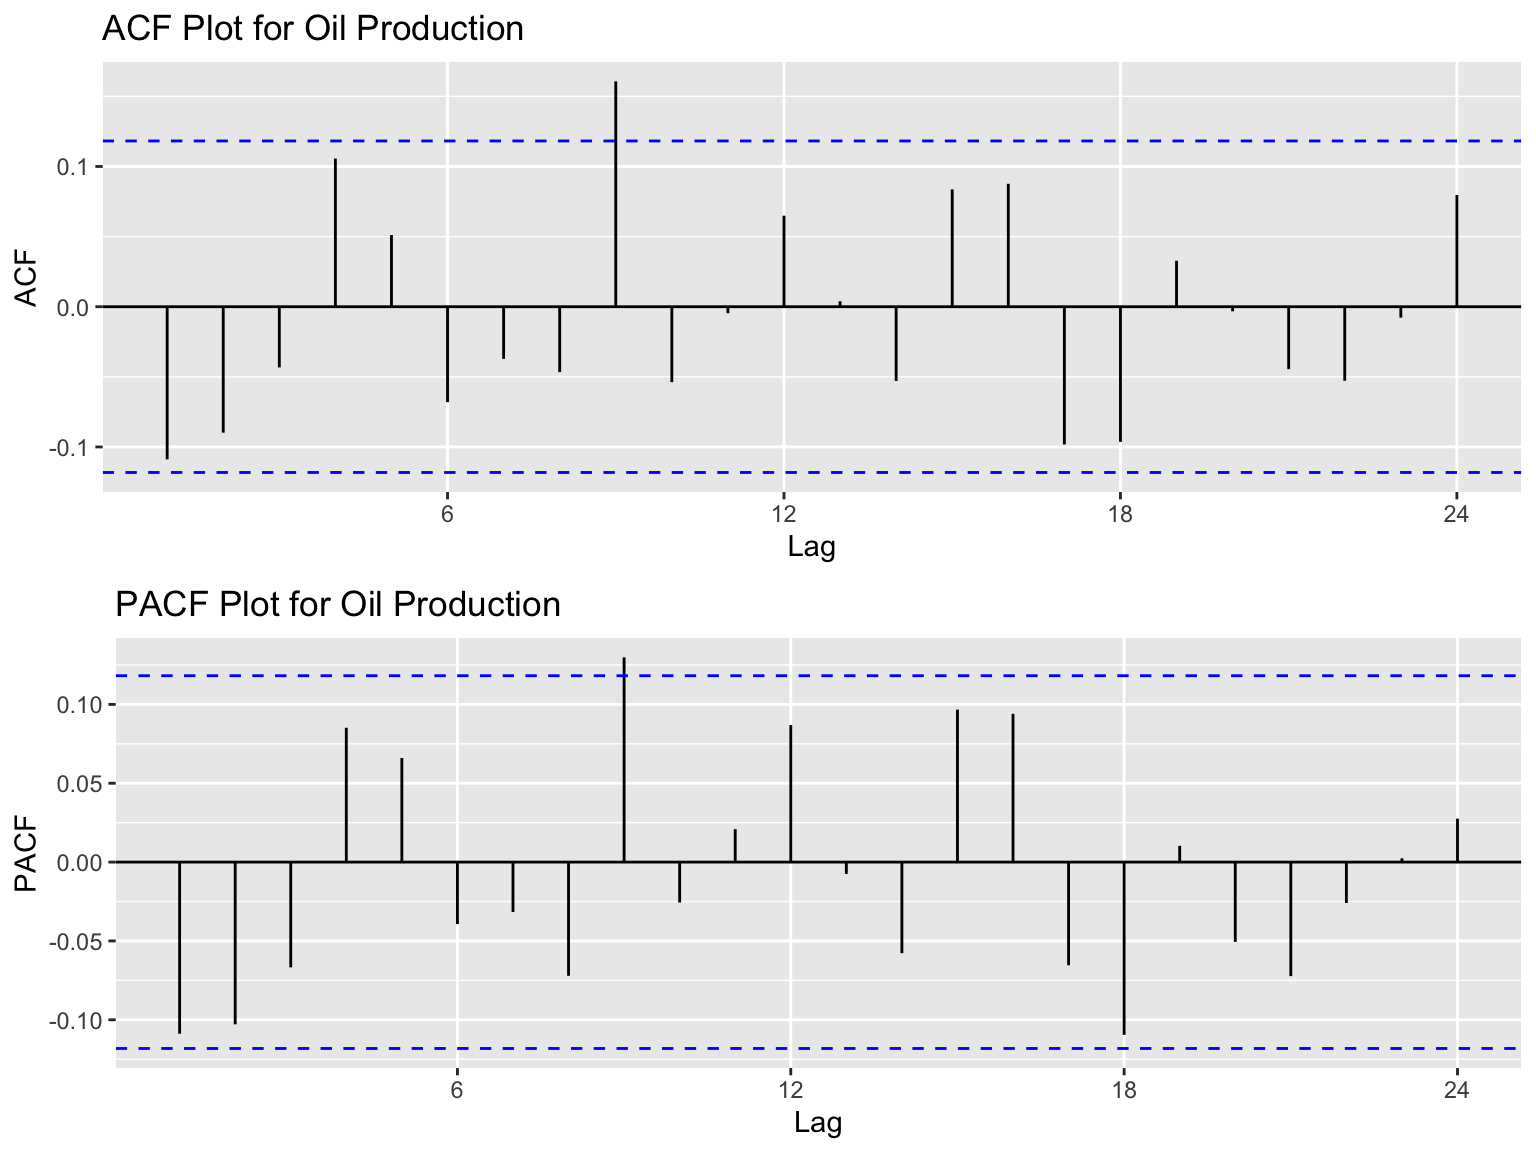 ACF Plot for Oil Production
ACF
0.1
0.0
-0.1
6 12 18 24
Lag
PACF Plot for Oil Production
PACF
0.10
0.05
0.00
-0.05
-0.10
6 12 18 24
Lag